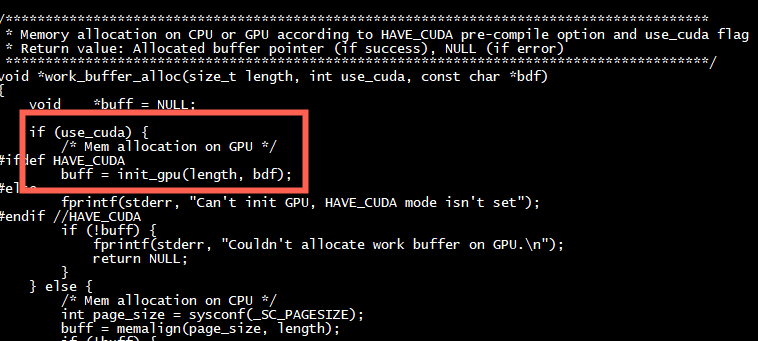 /****************************************************************************************
 * Memory allocation on CPU or GPU according to HAVE_CUDA pre-compile option and use_cuda flag
 * Return value: Allocated buffer pointer (if success), NULL (if error)
 ****************************************************************************************/
void *work_buffer_alloc(size_t length, int use_cuda, const char *bdf)
{
    void    *buff = NULL;
    if (use_cuda) {
        /* Mem allocation on GPU */
#ifdef HAVE_CUDA
        buff = init_gpu(length, bdf);
#else
        fprintf(stderr, "Can't init GPU, HAVE_CUDA mode isn't set");
#endif //HAVE_CUDA
        if (!buff) {
            fprintf(stderr, "Couldn't allocate work buffer on GPU.\n");
            return NULL;
        }
    } else {
        /* Mem allocation on CPU */
        int page_size = sysconf(_SC_PAGESIZE);
        buff = memalign(page_size, length);
        if (!buff) {